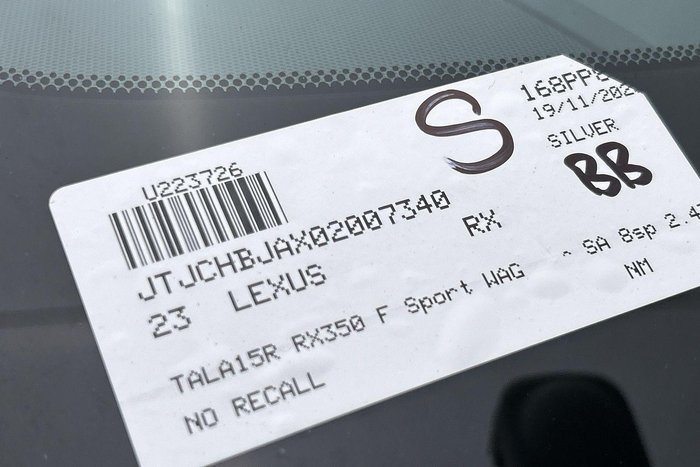 168PP
19/11/202
SILVER
S
BB
U223726
JTJCHBJAX02007340
23 LEXUS RX
TALA15R RX350 F Sport WAG ^ SA 8sp 2.4
NO RECALL NM